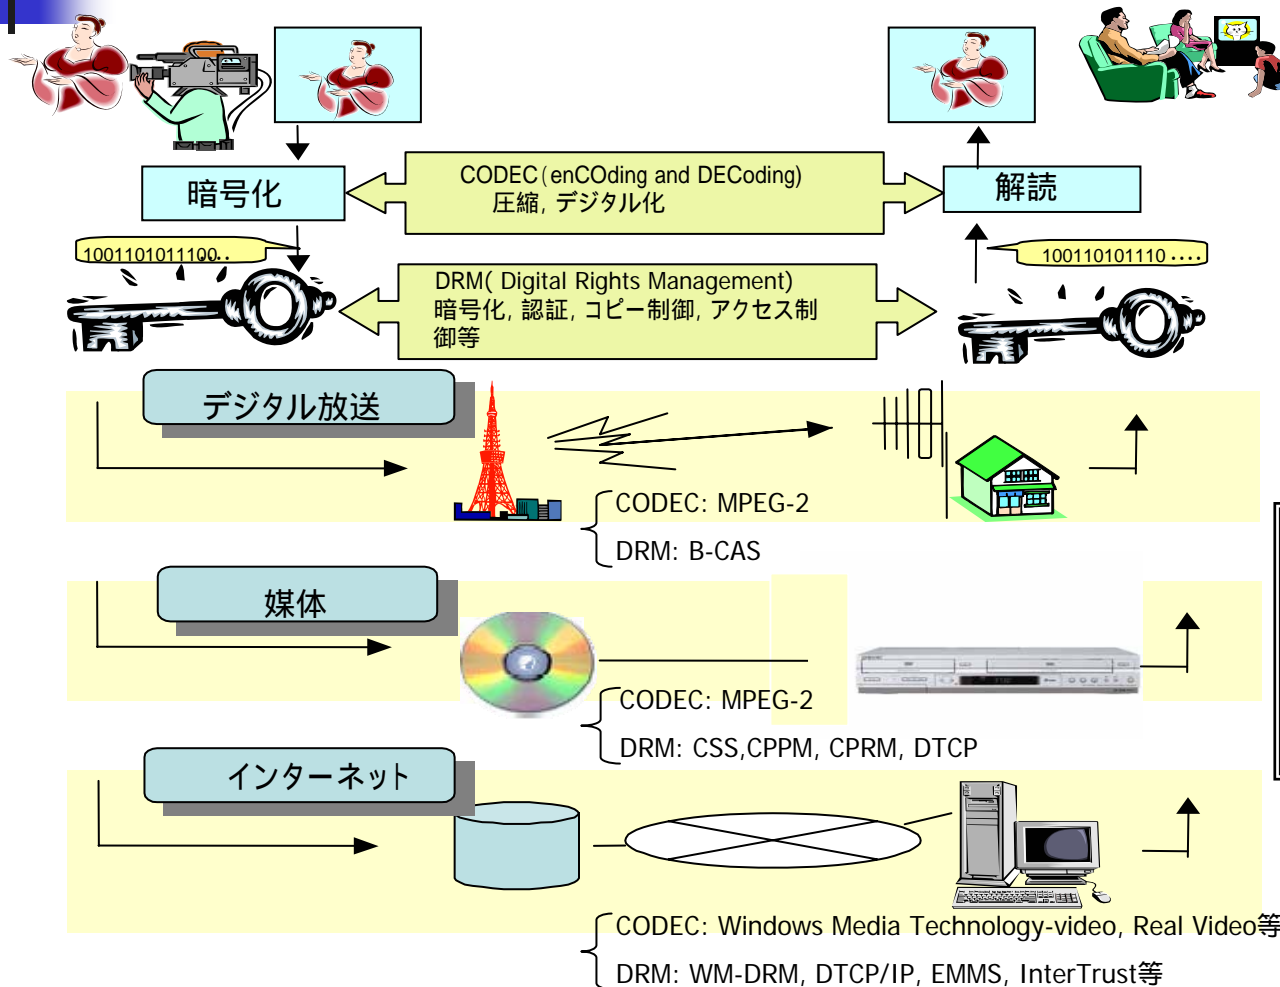 暗号化
CODEC(enCOding and DECoding)
圧縮, デジタル化
解読
1001101011100..
100110101110 ....
DRM( Digital Rights Management)
暗号化, 認証, コピー制御, アクセス制
御等
デジタル放送
CODEC: MPEG-2
DRM: B-CAS
媒体
CODEC: MPEG-2
DRM: CSS,CPPM, CPRM, DTCP
インターネット
CODEC: Windows Media Technology-video, Real Video等
DRM: WM-DRM, DTCP/IP, EMMS, InterTrust等